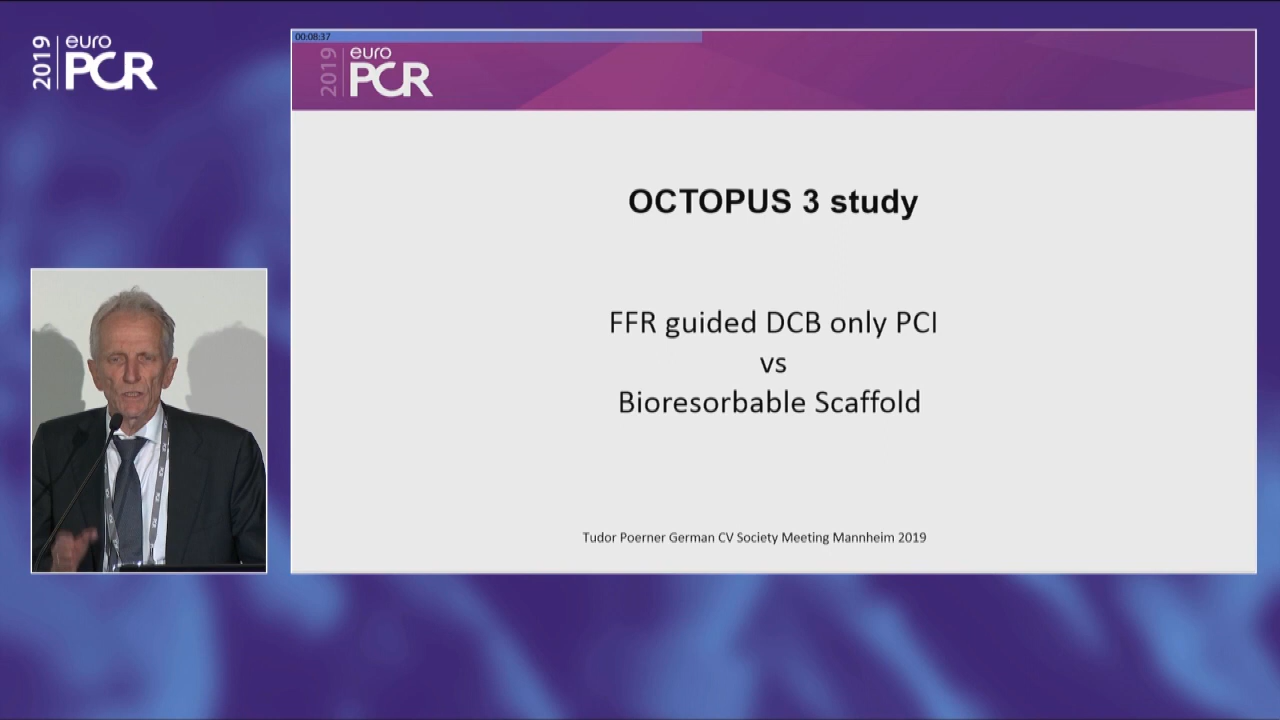 2019
euro
PCR
00:08:37
2019
euro
PCR
OCTOPUS 3 study
FFR guided DCB only PCI
vs
Bioresorbable Scaffold
Tudor Poerner German CV Society Meeting Mannheim 2019